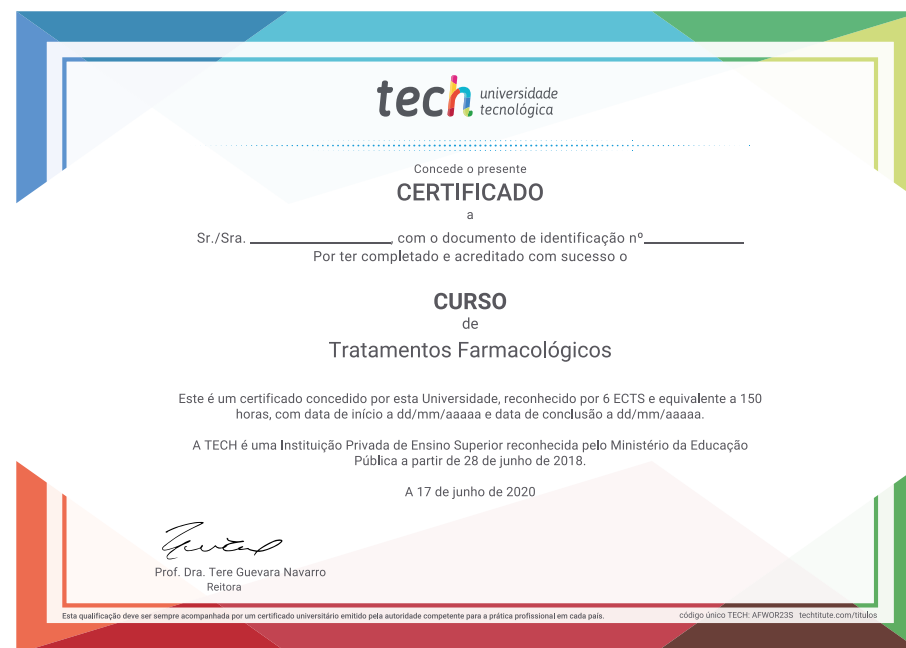 tech universidade
tecnológica
Concede o presente
CERTIFICADO
a
Sr./Sra. ________________, com o documento de identificação nº____________
Por ter completado e acreditado com sucesso o
CURSO
de
Tratamentos Farmacológicos
Este é um certificado concedido por esta Universidade, reconhecido por 6 ECTS e equivalente a 150
horas, com data de início a dd/mm/aaaaa e data de conclusão a dd/mm/aaaaa.
A TECH é uma Instituição Privada de Ensino Superior reconhecida pelo Ministério da Educação
Pública a partir de 28 de junho de 2018.
A 17 de junho de 2020
Prof. Dra. Tere Guevara Navarro
Reitora
Esta qualificação deve ser sempre acompanhada por um certificado universitário emitido pela autoridade competente para a prática profissional em cada país.
código único TECH: AFWOR23S techtitute.com/titulos